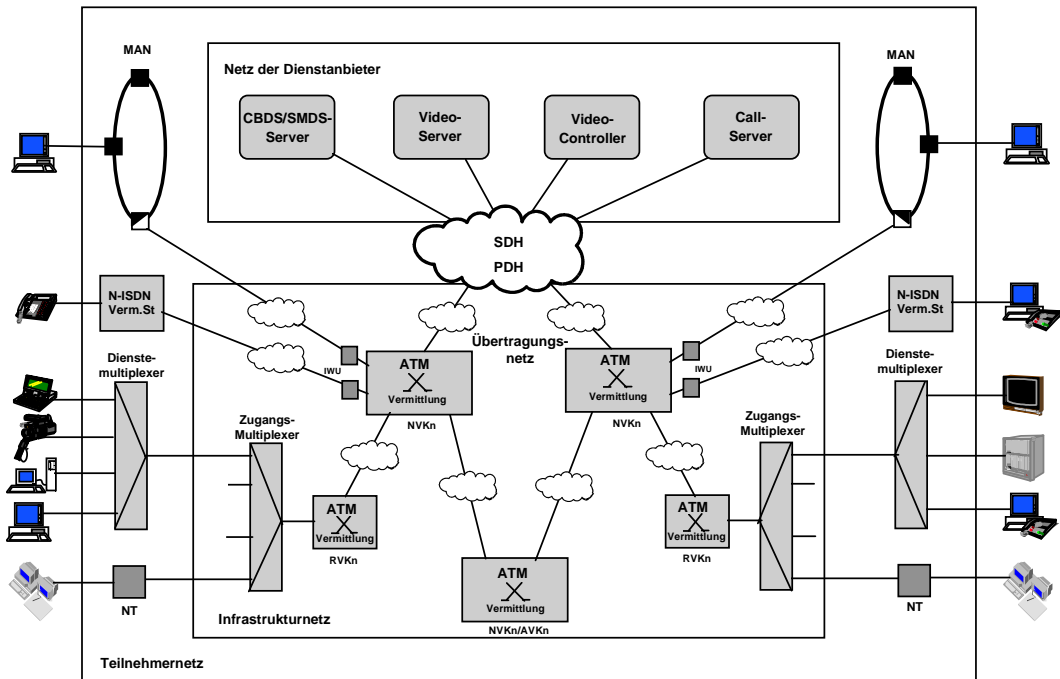 MAN
MAN
Netz der Dienstanbieter
CBDS/SMDS-
Server
Video-
Server
Video-
Controller
Call-
Server
SDH
PDH
N-ISDN
Verm.St
N-ISDN
Verm.St
Übertragungs-
netz
IWU
ATM
Vermittlung
NVKn
ATM
Vermittlung
NVKn
IWU
Dienste-
multiplexer
Dienste-
multiplexer
Zugangs-
Multiplexer
Zugangs-
Multiplexer
ATM
Vermittlung
RVKn
ATM
Vermittlung
RVKn
ATM
Vermittlung
NVKn/AVKn
NT
NT
Infrastrukturnetz
Teilnehmernetz